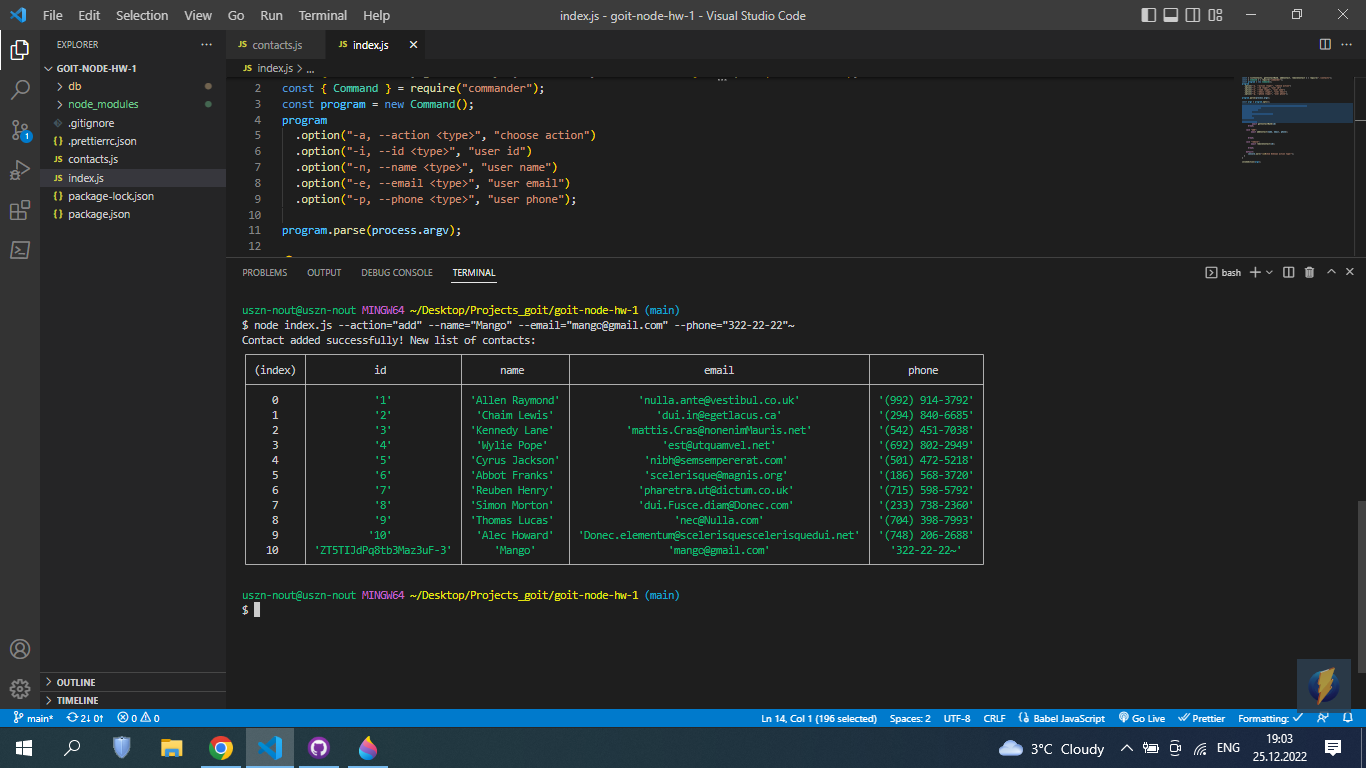 File Edit Selection View Go Run Terminal Help index.js - goit-node-hw-1 - Visual Studio Code
EXPLORER
GOIT-NODE-HW-1
db
node_modules
.gitignore
.prettierrc.json
contacts.js
index.js
package-lock.json
package.json
OUTLINE
TIMELINE
contacts.js index.js
index.js > ...
2 const { Command } = require("commander");
3 const program = new Command();
4 program
5 .option("-a, --action <type>", "choose action")
6 .option("-i, --id <type>", "user id")
7 .option("-n, --name <type>", "user name")
8 .option("-e, --email <type>", "user email")
9 .option("-p, --phone <type>", "user phone");
10
11 program.parse(process.argv);
12
PROBLEMS OUTPUT DEBUG CONSOLE TERMINAL bash
uszn-nout@uszn-nout MINGW64 ~/Desktop/Projects_goit/goit-node-hw-1 (main)
$ node index.js --action="add" --name="Mango" --email="mango@gmail.com" --phone="322-22-22"~
Contact added successfully! New list of contacts:
(index) id name email phone
0 '1' 'Allen Raymond' 'nulla.ante@vestibul.co.uk' '(992) 914-3792'
1 '2' 'Chaim Lewis' 'dui.in@egetlacus.ca' '(294) 840-6685'
2 '3' 'Kennedy Lane' 'mattis.Cras@nonenimMauris.net' '(542) 451-7038'
3 '4' 'Wylie Pope' 'est@utquamvel.net' '(692) 802-2949'
4 '5' 'Cyrus Jackson' 'nibh@semsempererat.com' '(501) 472-5218'
5 '6' 'Abbot Franks' 'scelerisque@magnis.org' '(186) 568-3720'
6 '7' 'Reuben Henry' 'pharetra.ut@dictum.co.uk' '(715) 598-5792'
7 '8' 'Simon Morton' 'dui.Fusce.diam@Donec.com' '(233) 738-2360'
8 '9' 'Thomas Lucas' 'nec@Nulla.com' '(704) 398-7993'
9 '10' 'Alec Howard' 'Donec.elementum@scelerisquescelerisquedui.net' '(748) 206-2688'
10 'ZT5TIJdPq8tb3Maz3uF-3' 'Mango' 'mango@gmail.com' '322-22-22~'
uszn-nout@uszn-nout MINGW64 ~/Desktop/Projects_goit/goit-node-hw-1 (main)
$
main* 2↓ 0↑ 0 0 Ln 14, Col 1 (196 selected) Spaces: 2 UTF-8 CRLF Babel JavaScript Go Live Prettier Formatting: ✓
3°C Cloudy ENG 19:03
25.12.2022